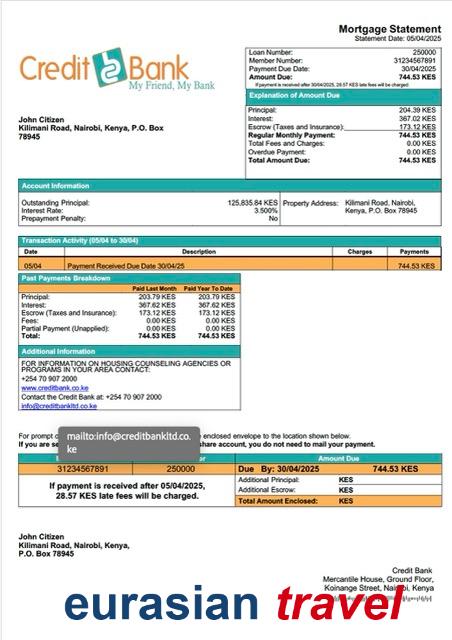 Mortgage Statement
Statement Date: 05/04/2025
Credit Bank
My Friend, My Bank
Loan Number: 250000
Member Number: 31234567891
Payment Due Date: 30/04/2025
Amount Due: 744.53 KES
If payment is received after 30/04/2025, 28.57 KES late fees will be charged
Explanation of Amount Due
Principal: 204.39 KES
Interest: 367.02 KES
Escrow (Taxes and Insurance): 173.12 KES
Regular Monthly Payment: 744.53 KES
Total Fees and Charges: 0.00 KES
Overdue Payment: 0.00 KES
Total Amount Due: 744.53 KES
John Citizen
Kilimani Road, Nairobi, Kenya, P.O. Box
78945
Account Information
Outstanding Principal: 125,835.84 KES
Interest Rate: 3.500%
Prepayment Penalty: No
Property Address: Kilimani Road, Nairobi,
Kenya, P.O. Box 78945
Transaction Activity (05/04 to 30/04)
Date Description Charges Payments
05/04 Payment Received Due Date 30/04/25 744.53 KES
Past Payments Breakdown
Paid Last Month Paid Year To Date
Principal: 203.79 KES 203.79 KES
Interest: 367.62 KES 367.62 KES
Escrow (Taxes and Insurance): 173.12 KES 173.12 KES
Fees: 0.00 KES 0.00 KES
Partial Payment (Unapplied): 0.00 KES 0.00 KES
Total: 744.53 KES 744.53 KES
Additional Information
FOR INFORMATION ON HOUSING COUNSELING AGENCIES OR
PROGRAMS IN YOUR AREA CONTACT:
+254 70 907 2000
www.creditbank.co.ke
Contact the Credit Bank at: +254 70 907 2000
info@creditbankltd.co.ke
For prompt enclosed envelope to the location shown below.
If you are share account, you do not need to mail your payment.
mailto:info@creditbankltd.co.
ke
Amount Due
31234567891 250000
Due By: 30/04/2025 744.53 KES
If payment is received after 05/04/2025,
28.57 KES late fees will be charged.
Additional Principal: KES
Additional Escrow: KES
Total Amount Enclosed: KES
John Citizen
Kilimani Road, Nairobi, Kenya,
P.O. Box 78945
Credit Bank
Mercantile House, Ground Floor,
Koinange Street, Nairobi, Kenya
eurasian travel